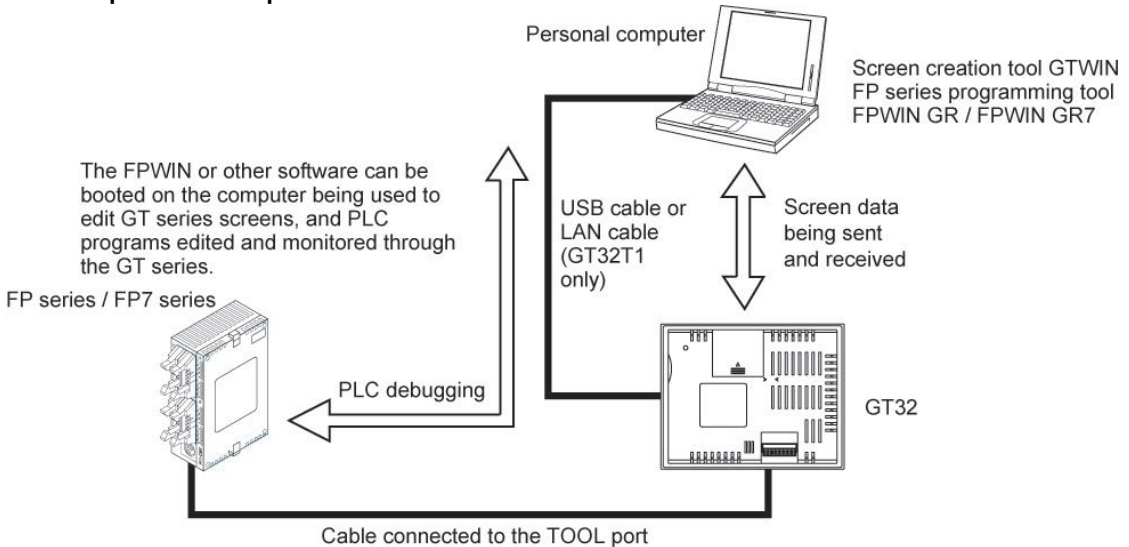 Personal computer
Screen creation tool GTWIN
FP series programming tool
FPWIN GR / FPWIN GR7
The FPWIN or other software can be
booted on the computer being used to
edit GT series screens, and PLC
programs edited and monitored through
the GT series.
USB cable or
LAN cable
(GT32T1
only)
Screen data
being sent
and received
FP series / FP7 series
PLC debugging
GT32
Cable connected to the TOOL port